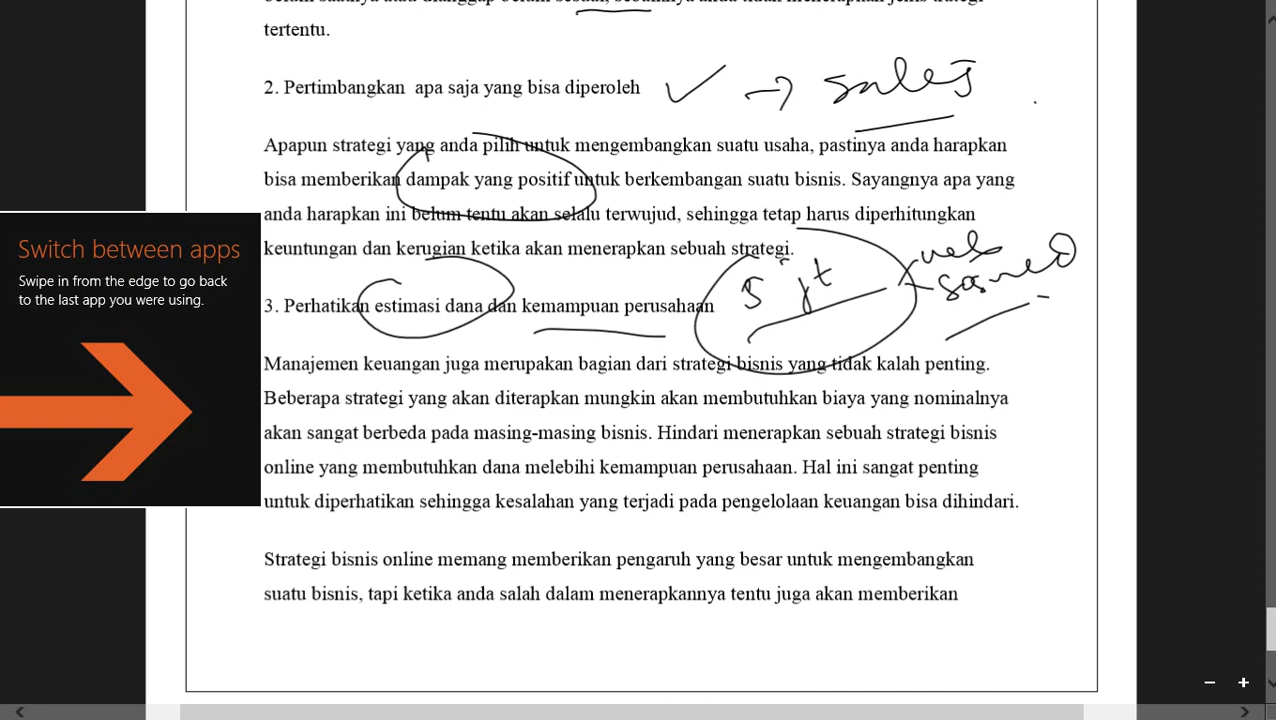 tertentu.
2. Pertimbangkan apa saja yang bisa diperoleh → sales
Apapun strategi yang anda pilih untuk mengembangkan suatu usaha, pastinya anda harapkan
bisa memberikan dampak yang positif untuk berkembangan suatu bisnis. Sayangnya apa yang
anda harapkan ini belum tentu akan selalu terwujud, sehingga tetap harus diperhitungkan
keuntungan dan kerugian ketika akan menerapkan sebuah strategi.
web
5 jt
sosmed
3. Perhatikan estimasi dana dan kemampuan perusahaan
Manajemen keuangan juga merupakan bagian dari strategi bisnis yang tidak kalah penting.
Beberapa strategi yang akan diterapkan mungkin akan membutuhkan biaya yang nominalnya
akan sangat berbeda pada masing-masing bisnis. Hindari menerapkan sebuah strategi bisnis
online yang membutuhkan dana melebihi kemampuan perusahaan. Hal ini sangat penting
untuk diperhatikan sehingga kesalahan yang terjadi pada pengelolaan keuangan bisa dihindari.
Strategi bisnis online memang memberikan pengaruh yang besar untuk mengembangkan
suatu bisnis, tapi ketika anda salah dalam menerapkannya tentu juga akan memberikan
Switch between apps
Swipe in from the edge to go back
to the last app you were using.